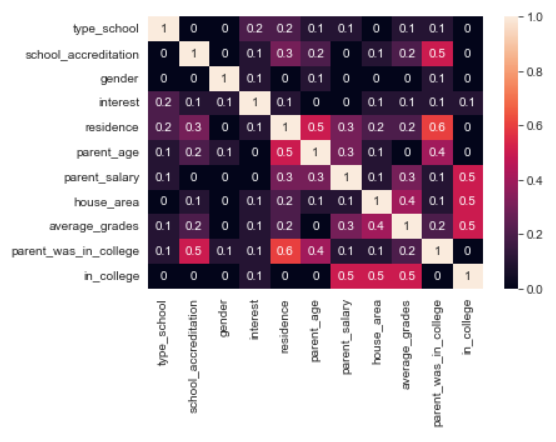 type_school 1 0 0 0.2 0.2 0.1 0.1 0 0.1 0.1 0
school_accreditation 0 1 0 0.1 0.3 0.2 0 0.1 0.2 0.5 0
gender 0 0 1 0.1 0 0.1 0 0 0 0.1 0
interest 0.2 0.1 0.1 1 0.1 0 0 0.1 0.1 0.1 0.1
residence 0.2 0.3 0 0.1 1 0.5 0.3 0.2 0.2 0.6 0
parent_age 0.1 0.2 0.1 0 0.5 1 0.3 0.1 0 0.4 0
parent_salary 0.1 0 0 0 0.3 0.3 1 0.1 0.3 0.1 0.5
house_area 0 0.1 0 0.1 0.2 0.1 0.1 1 0.4 0.1 0.5
average_grades 0.1 0.2 0 0.1 0.2 0 0.3 0.4 1 0.2 0.5
parent_was_in_college 0.1 0.5 0.1 0.1 0.6 0.4 0.1 0.1 0.2 1 0
in_college 0 0 0 0.1 0 0 0.5 0.5 0.5 0 1
type_school
school_accreditation
gender
interest
residence
parent_age
parent_salary
house_area
average_grades
parent_was_in_college
in_college
1.0
0.8
0.6
0.4
0.2
0.0